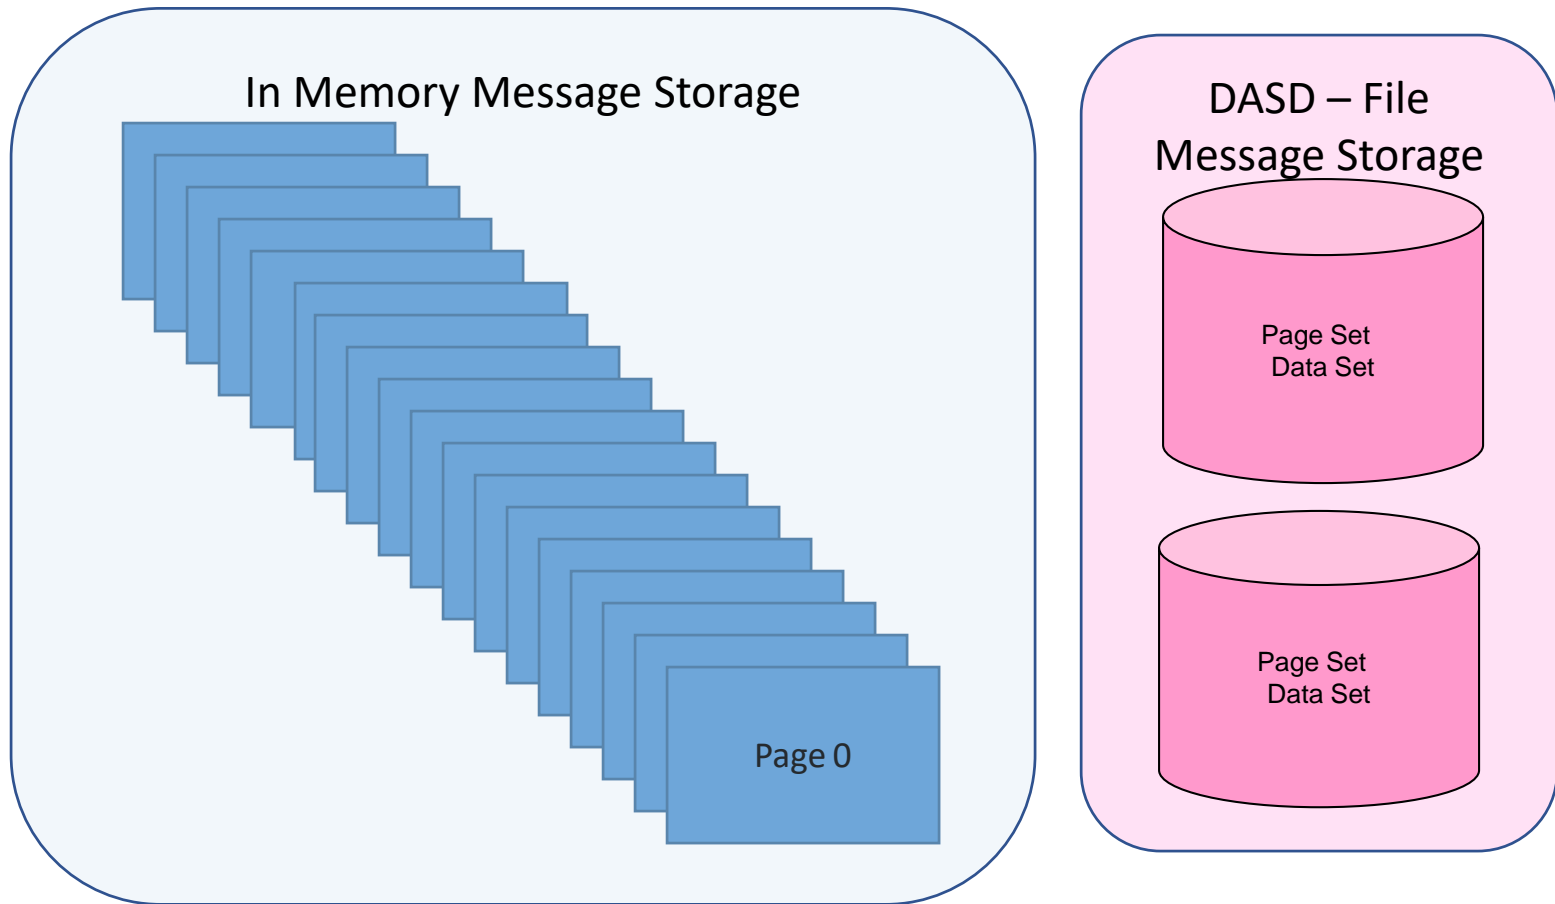 In Memory Message Storage
Page 0
DASD – File
Message Storage
Page Set
Data Set
Page Set
Data Set